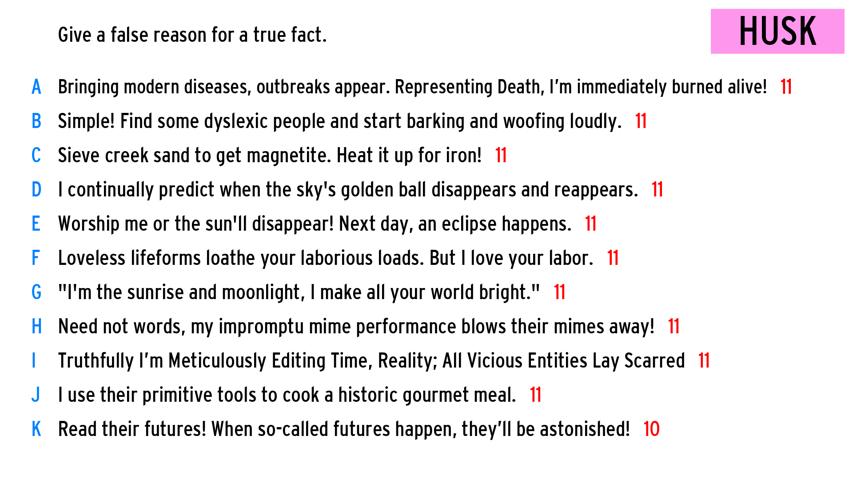 Give a false reason for a true fact.
HUSK
A Bringing modern diseases, outbreaks appear. Representing Death, I'm immediately burned alive! 11
B Simple! Find some dyslexic people and start barking and woofing loudly. 11
C Sieve creek sand to get magnetite. Heat it up for iron! 11
D I continually predict when the sky's golden ball disappears and reappears. 11
E Worship me or the sun'll disappear! Next day, an eclipse happens. 11
F Loveless lifeforms loathe your laborious loads. But I love your labor. 11
G "I'm the sunrise and moonlight, I make all your world bright." 11
H Need not words, my impromptu mime performance blows their mimes away! 11
I Truthfully I'm Meticulously Editing Time, Reality; All Vicious Entities Lay Scarred 11
J I use their primitive tools to cook a historic gourmet meal. 11
K Read their futures! When so-called futures happen, they'll be astonished! 10